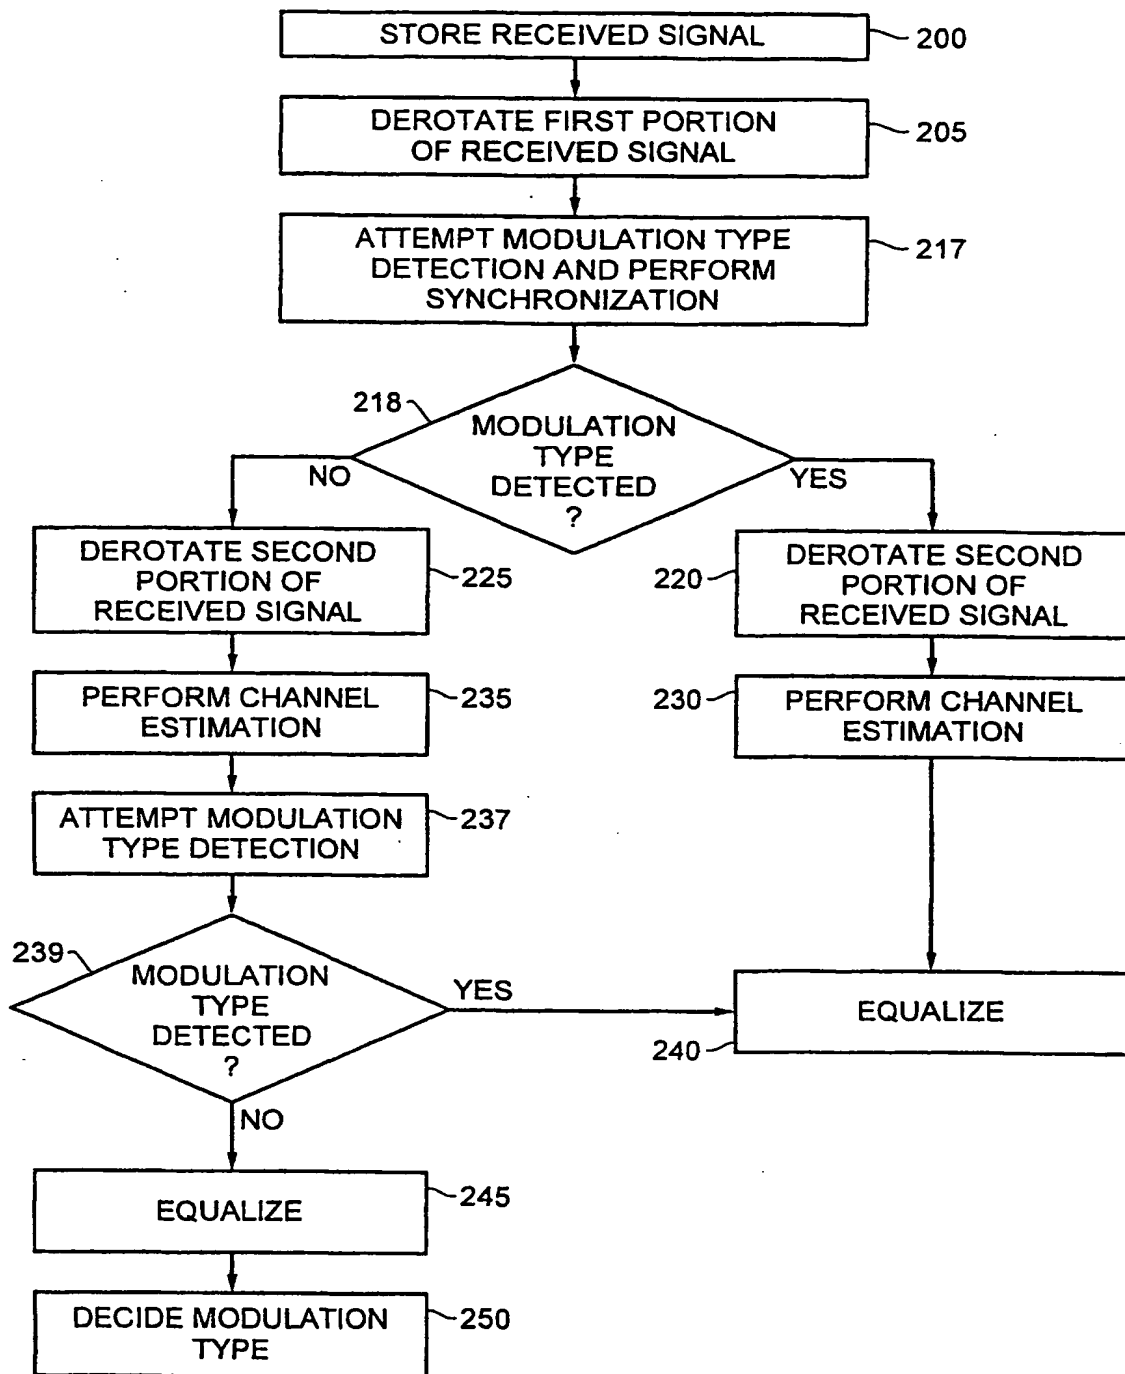 STORE RECEIVED SIGNAL
200
DEROTATE FIRST PORTION
OF RECEIVED SIGNAL
205
ATTEMPT MODULATION TYPE
DETECTION AND PERFORM
SYNCHRONIZATION
217
218
MODULATION
TYPE
DETECTED
?
NO
YES
DEROTATE SECOND
PORTION OF
RECEIVED SIGNAL
225
220
DEROTATE SECOND
PORTION OF
RECEIVED SIGNAL
PERFORM CHANNEL
ESTIMATION
235
230
PERFORM CHANNEL
ESTIMATION
ATTEMPT MODULATION
TYPE DETECTION
237
239
MODULATION
TYPE
DETECTED
?
YES
NO
EQUALIZE
240
EQUALIZE
245
DECIDE MODULATION
TYPE
250